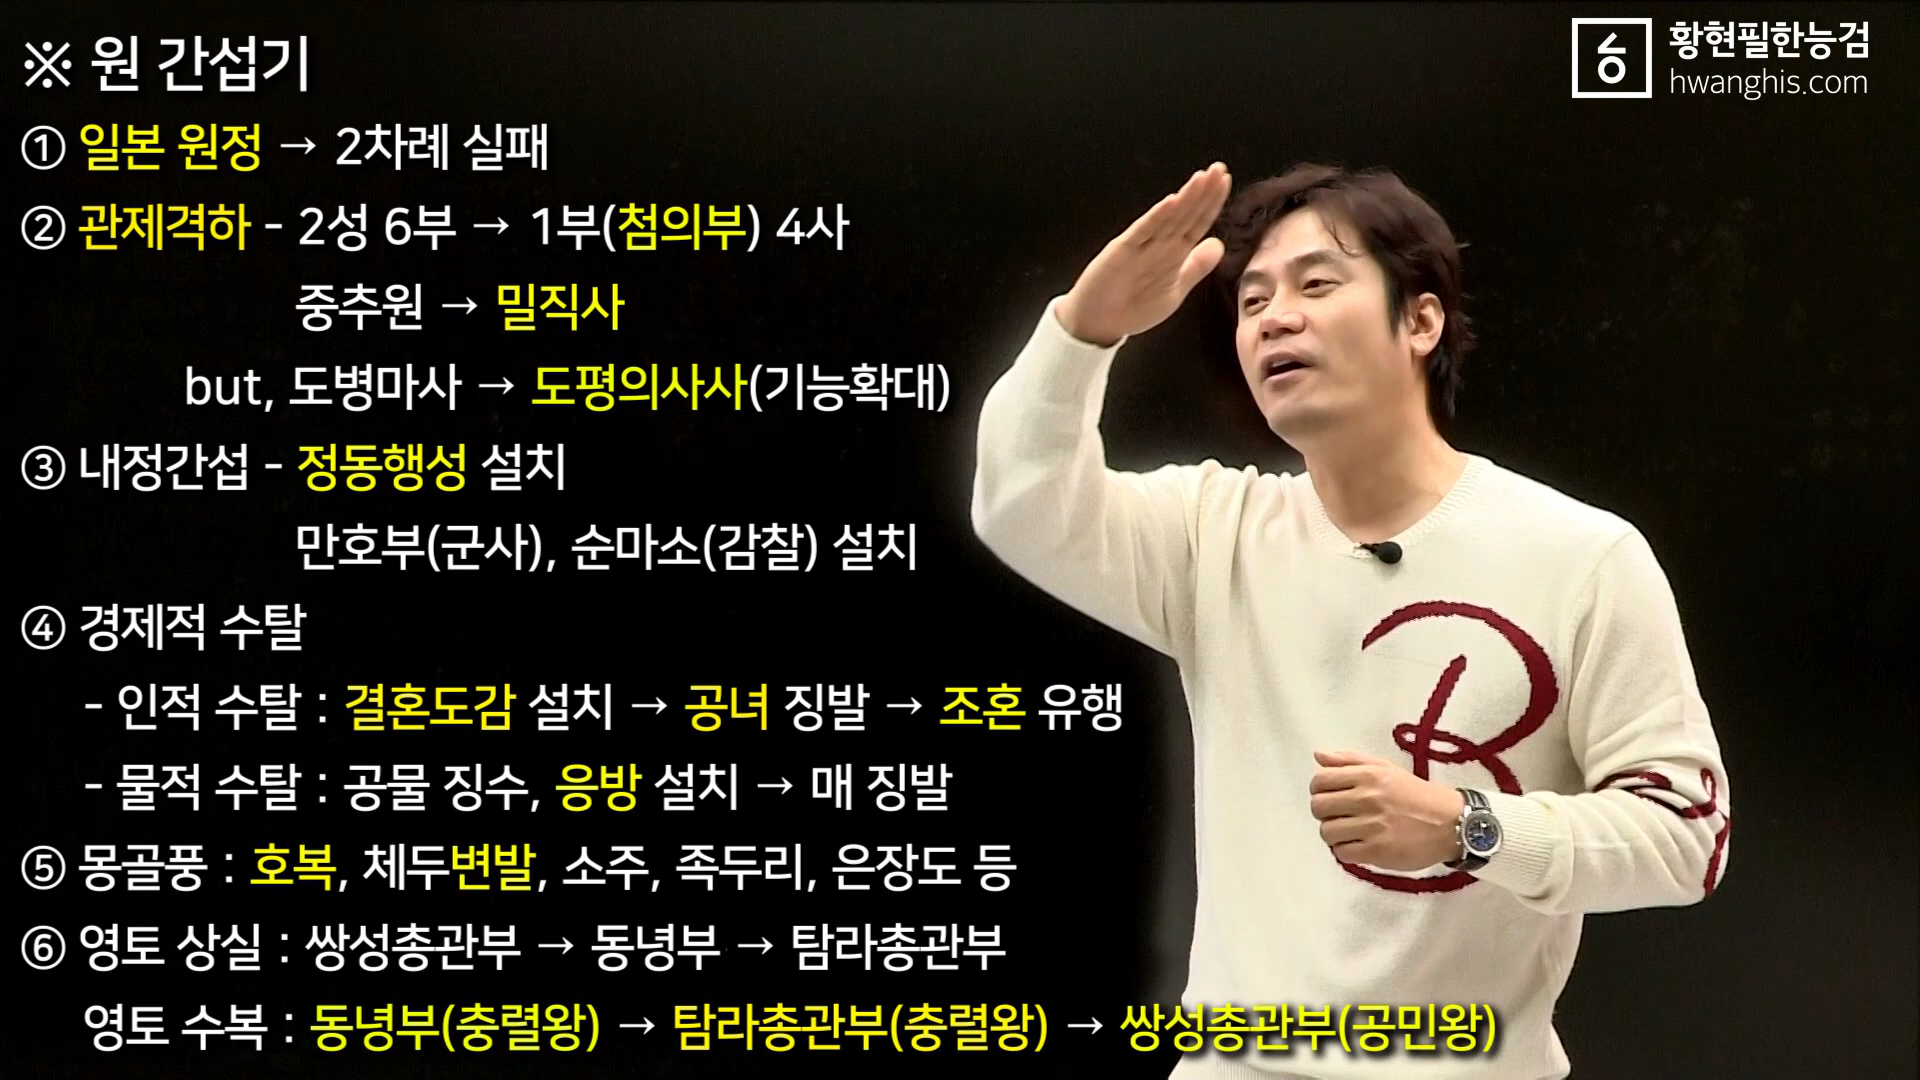 ※ 원 간섭기
황현필한능검
hwanghis.com
① 일본 원정 → 2차례 실패
② 관제격하 - 2성 6부 → 1부(첨의부) 4사
중추원 → 밀직사
but, 도병마사 → 도평의사사(기능확대)
③ 내정간섭 - 정동행성 설치
만호부(군사), 순마소(감찰) 설치
④ 경제적 수탈
- 인적 수탈 : 결혼도감 설치 → 공녀 징발 → 조혼 유행
- 물적 수탈 : 공물 징수, 응방 설치 → 매 징발
⑤ 몽골풍 : 호복, 체두변발, 소주, 족두리, 은장도 등
⑥ 영토 상실 : 쌍성총관부 → 동녕부 → 탐라총관부
영토 수복 : 동녕부(충렬왕) → 탐라총관부(충렬왕) → 쌍성총관부(공민왕)
B